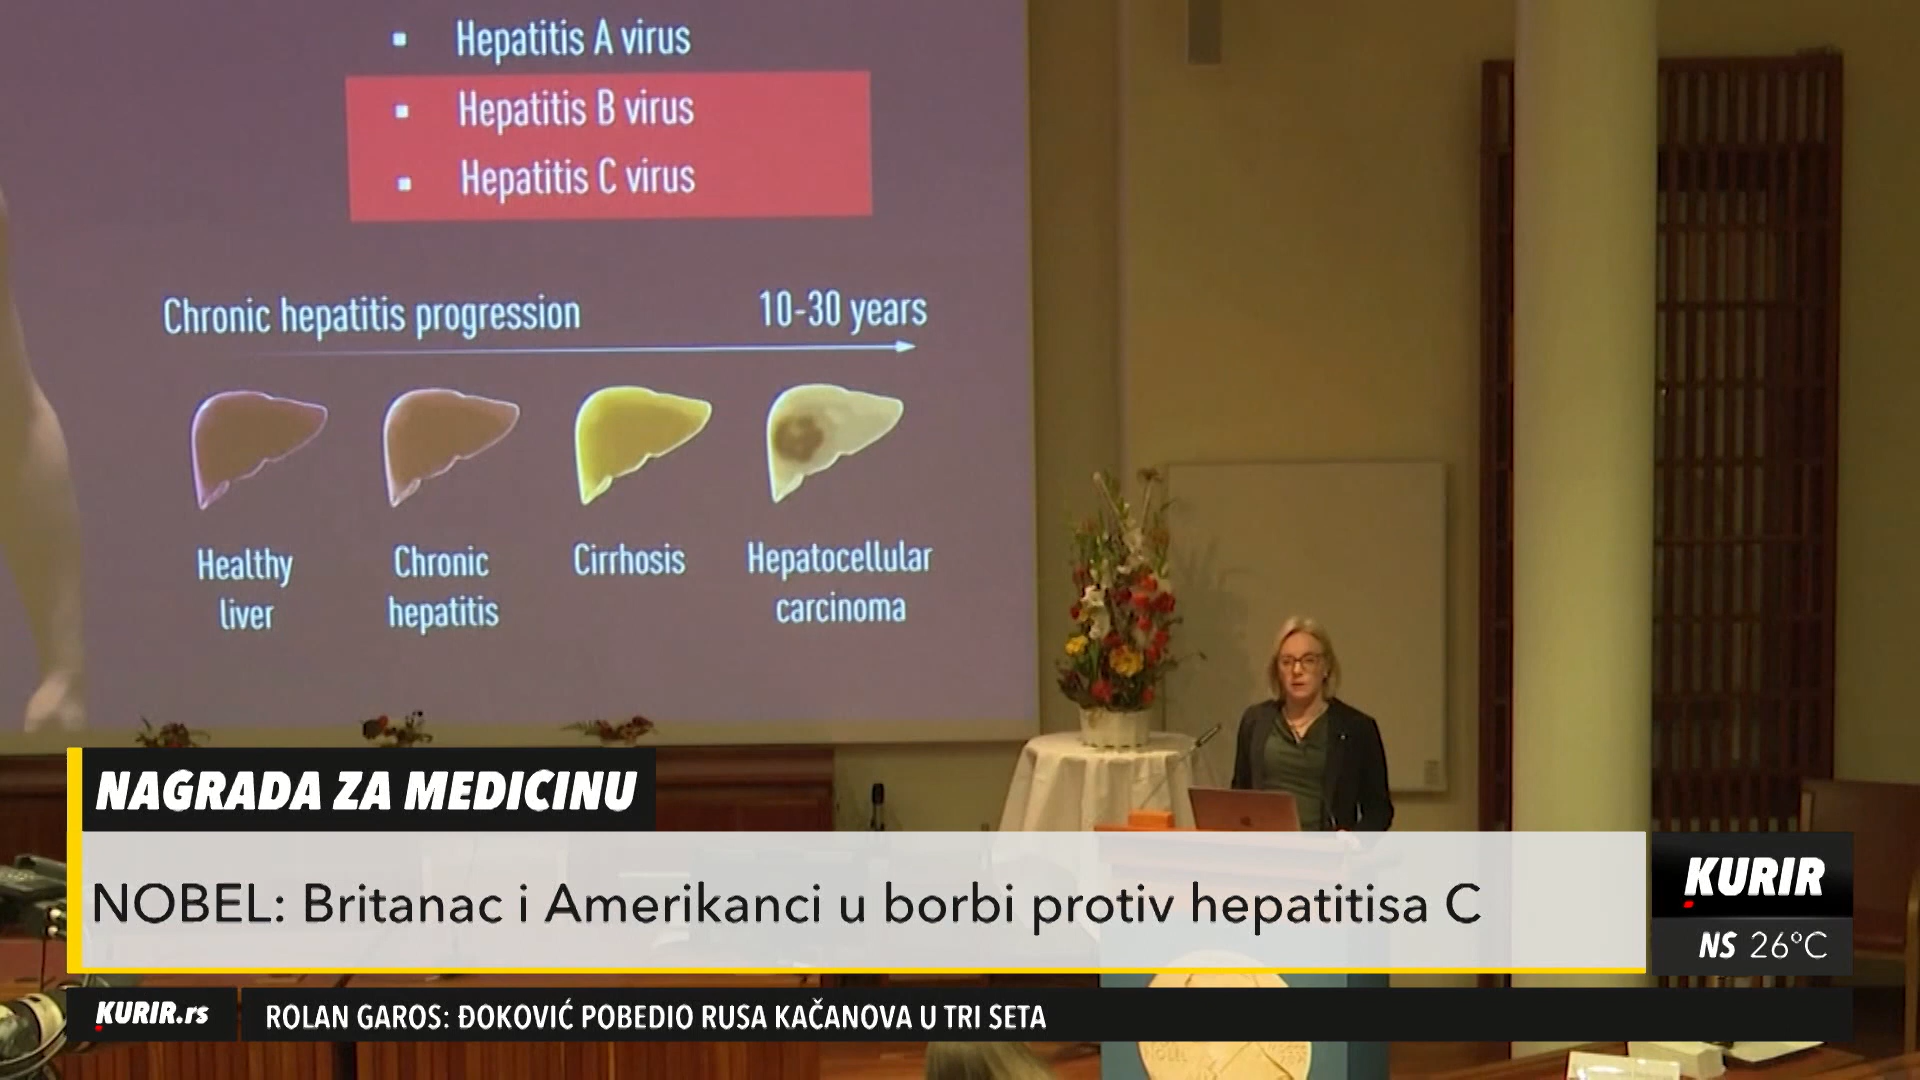 Hepatitis A virus
Hepatitis B virus
Hepatitis C virus
Chronic hepatitis progression
10-30 years
Healthy
liver
Chronic
hepatitis
Cirrhosis
Hepatocellular
carcinoma
NAGRADA ZA MEDICINU
NOBEL: Britanac i Amerikanci u borbi protiv hepatitisa C
KURIR
NS 26°C
KURIR.rs
ROLAN GAROS: ĐOKOVIĆ POBEDIO RUSA KAČANOVA U TRI SETA